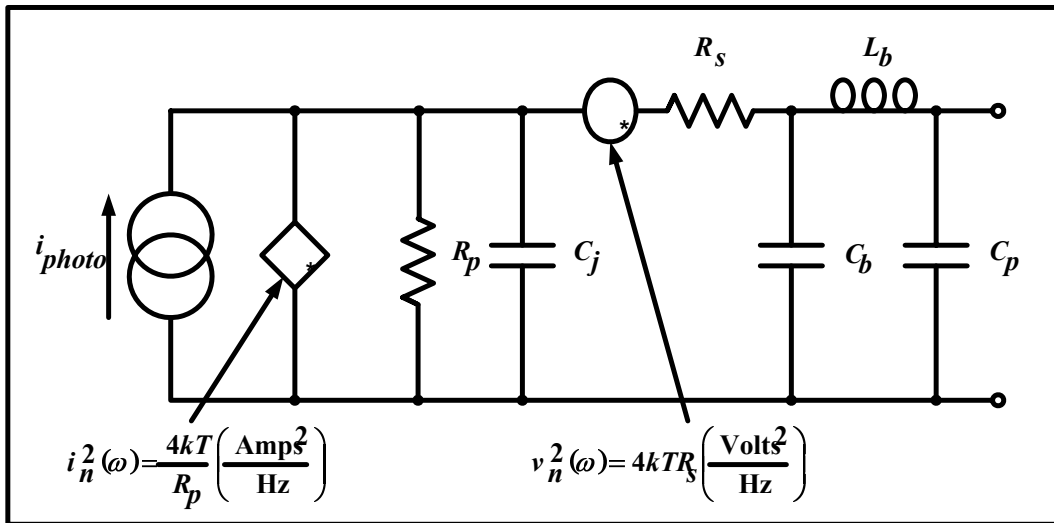 R_s
L_b
i_photo
R_p
C_j
C_b
C_p
*
*
i_n^2(ω)=4kT/R_p (Amps^2/Hz)
v_n^2(ω)=4kTR_s (Volts^2/Hz)